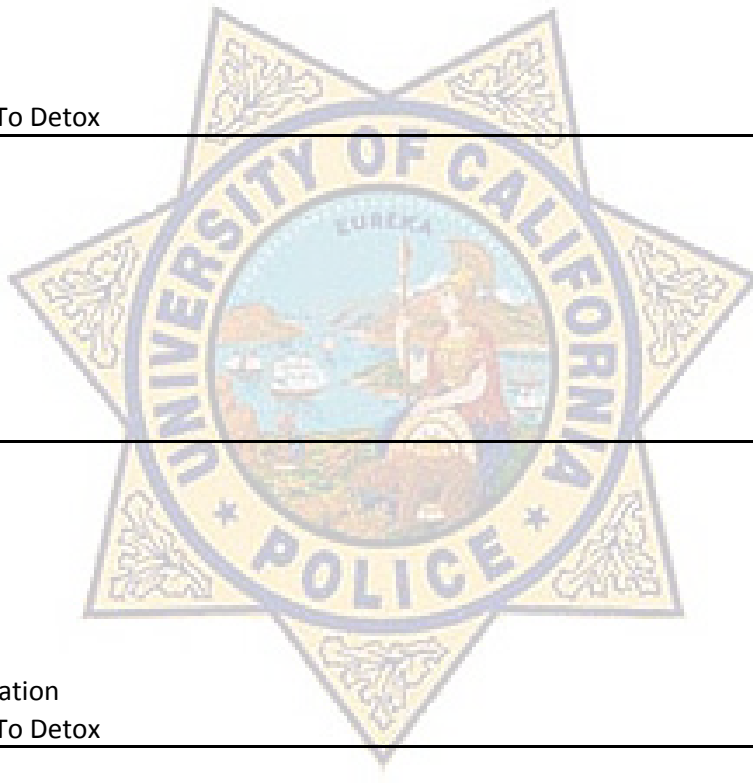 To Detox
UNIVERSITY OF CALIFORNIA
EUREKA
POLICE
ation
To Detox